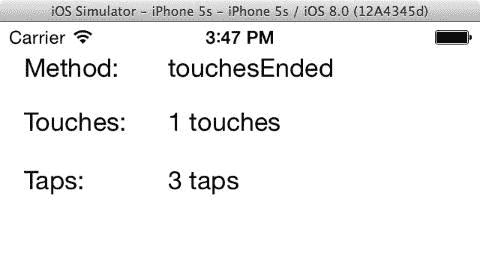 iOS Simulator - iPhone 5s - iPhone 5s / iOS 8.0 (12A4345d)
Carrier 3:47 PM
Method: touchesEnded
Touches: 1 touches
Taps: 3 taps